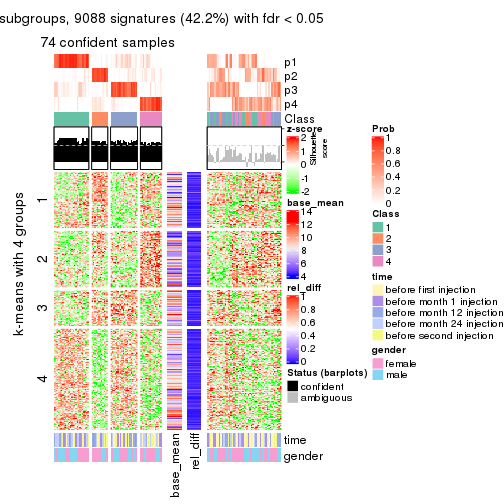 subgroups, 9088 signatures (42.2%) with fdr < 0.05
74 confident samples
p1
p2
p3
p4
Class
Silhouette
score
k-means with 4 groups
1
2
3
4
time
gender
base_mean
rel_diff
z-score
2
1
0
-1
-2
base_mean
14
12
10
8
6
4
rel_diff
1
0.8
0.6
0.4
0.2
0
Status (barplots)
confident
ambiguous
Prob
1
0.8
0.6
0.4
0.2
0
Class
1
2
3
4
time
before first injection
before month 1 injection
before month 12 injection
before month 24 injection
before second injection
gender
female
male